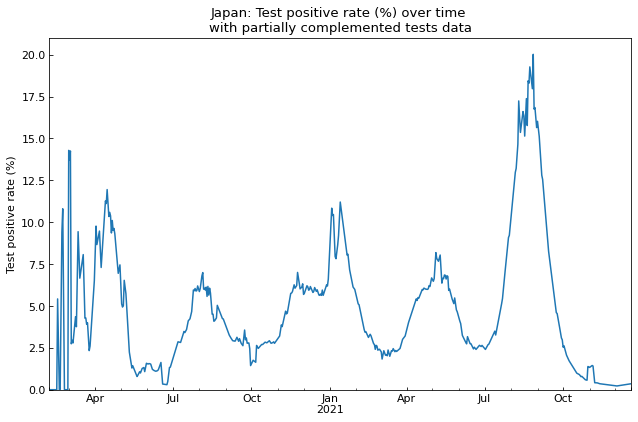 Japan: Test positive rate (%) over time
with partially complemented tests data
Test positive rate (%)
20.0
17.5
15.0
12.5
10.0
7.5
5.0
2.5
0.0
Apr Jul Oct Jan Apr Jul Oct
2021